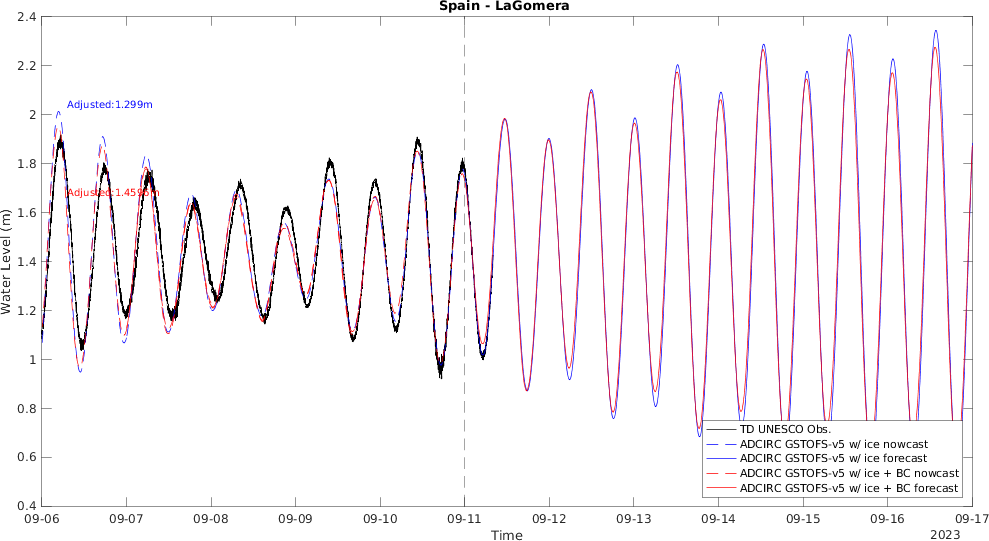 Spain - LaGomera
2.4
2.2
2
1.8
1.6
1.4
1.2
1
0.8
0.6
0.4
Water Level (m)
Adjusted:1.299m
TD UNESCO Obs.
ADCIRC GSTOFS-v5 w/ ice nowcast
ADCIRC GSTOFS-v5 w/ ice forecast
ADCIRC GSTOFS-v5 w/ ice + BC nowcast
ADCIRC GSTOFS-v5 w/ ice + BC forecast
09-06 09-07 09-08 09-09 09-10 09-11 09-12 09-13 09-14 09-15 09-16 09-17
Time
2023